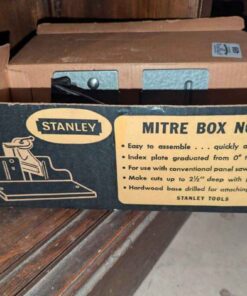 STANLEY
MITRE BOX NO
• Easy to assemble . . . quickly a
• Index plate graduated from 0°
• For use with conventional panel saw
• Make cuts up to 2½" deep with
• Hardwood base drilled for attaching
STANLEY TOOLS